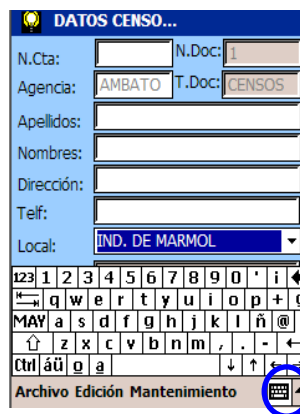 DATOS CENSO...
N.Cta: N.Doc: 1
Agencia: AMBATO T.Doc: CENSOS
Apellidos:
Nombres:
Dirección:
Telf:
Local: IND. DE MARMOL
123 1 2 3 4 5 6 7 8 9 0 ' ¡
q w e r t y u i o p + ç
MAY a s d f g h j k l ñ @
z x c v b n m , . -
Ctrl áü º ª
Archivo Edición Mantenimiento